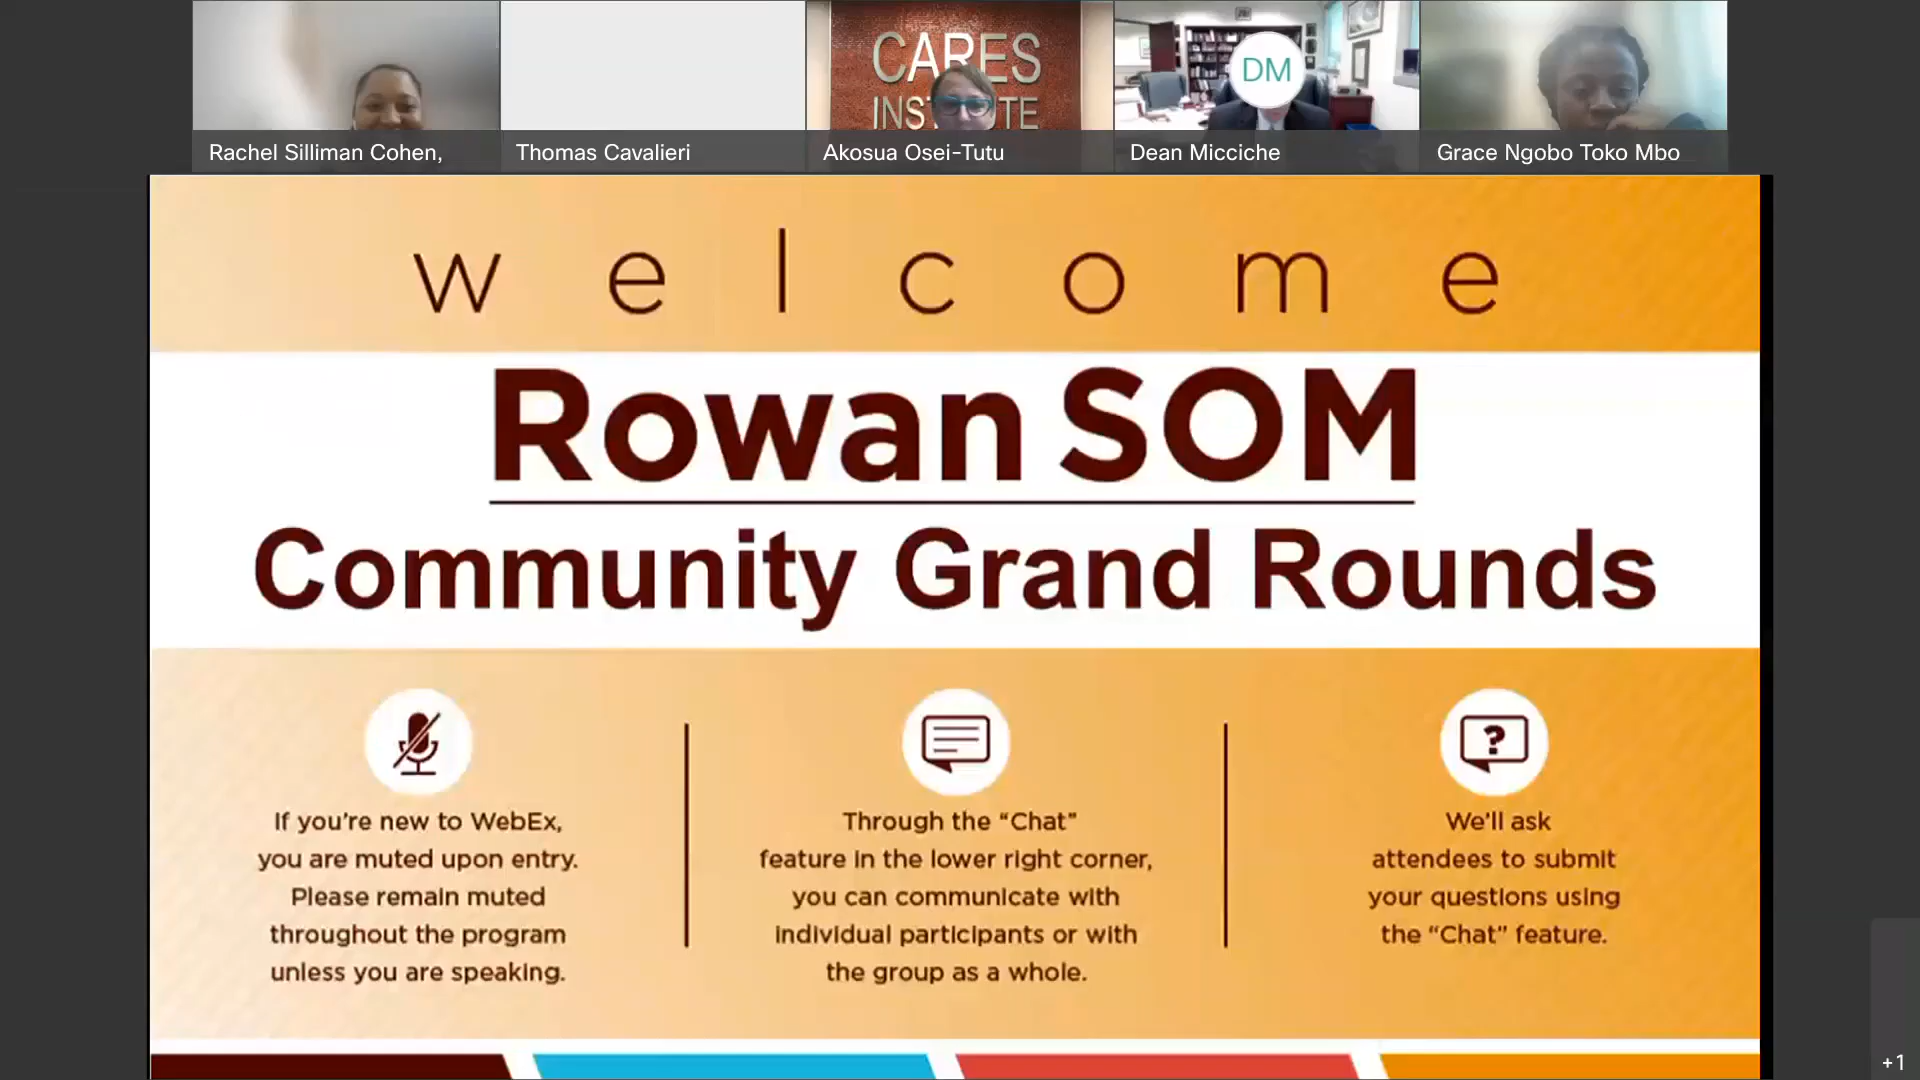 CARES
INSTITUTE
DM
Rachel Silliman Cohen,
Thomas Cavalieri
Akosua Osei-Tutu
Dean Micciche
Grace Ngobo Toko Mbo
welcome
Rowan SOM
Community Grand Rounds
?
If you're new to WebEx,
you are muted upon entry.
Please remain muted
throughout the program
unless you are speaking.
Through the “Chat”
feature in the lower right corner,
you can communicate with
individual participants or with
the group as a whole.
We'll ask
attendees to submit
your questions using
the “Chat” feature.
+1